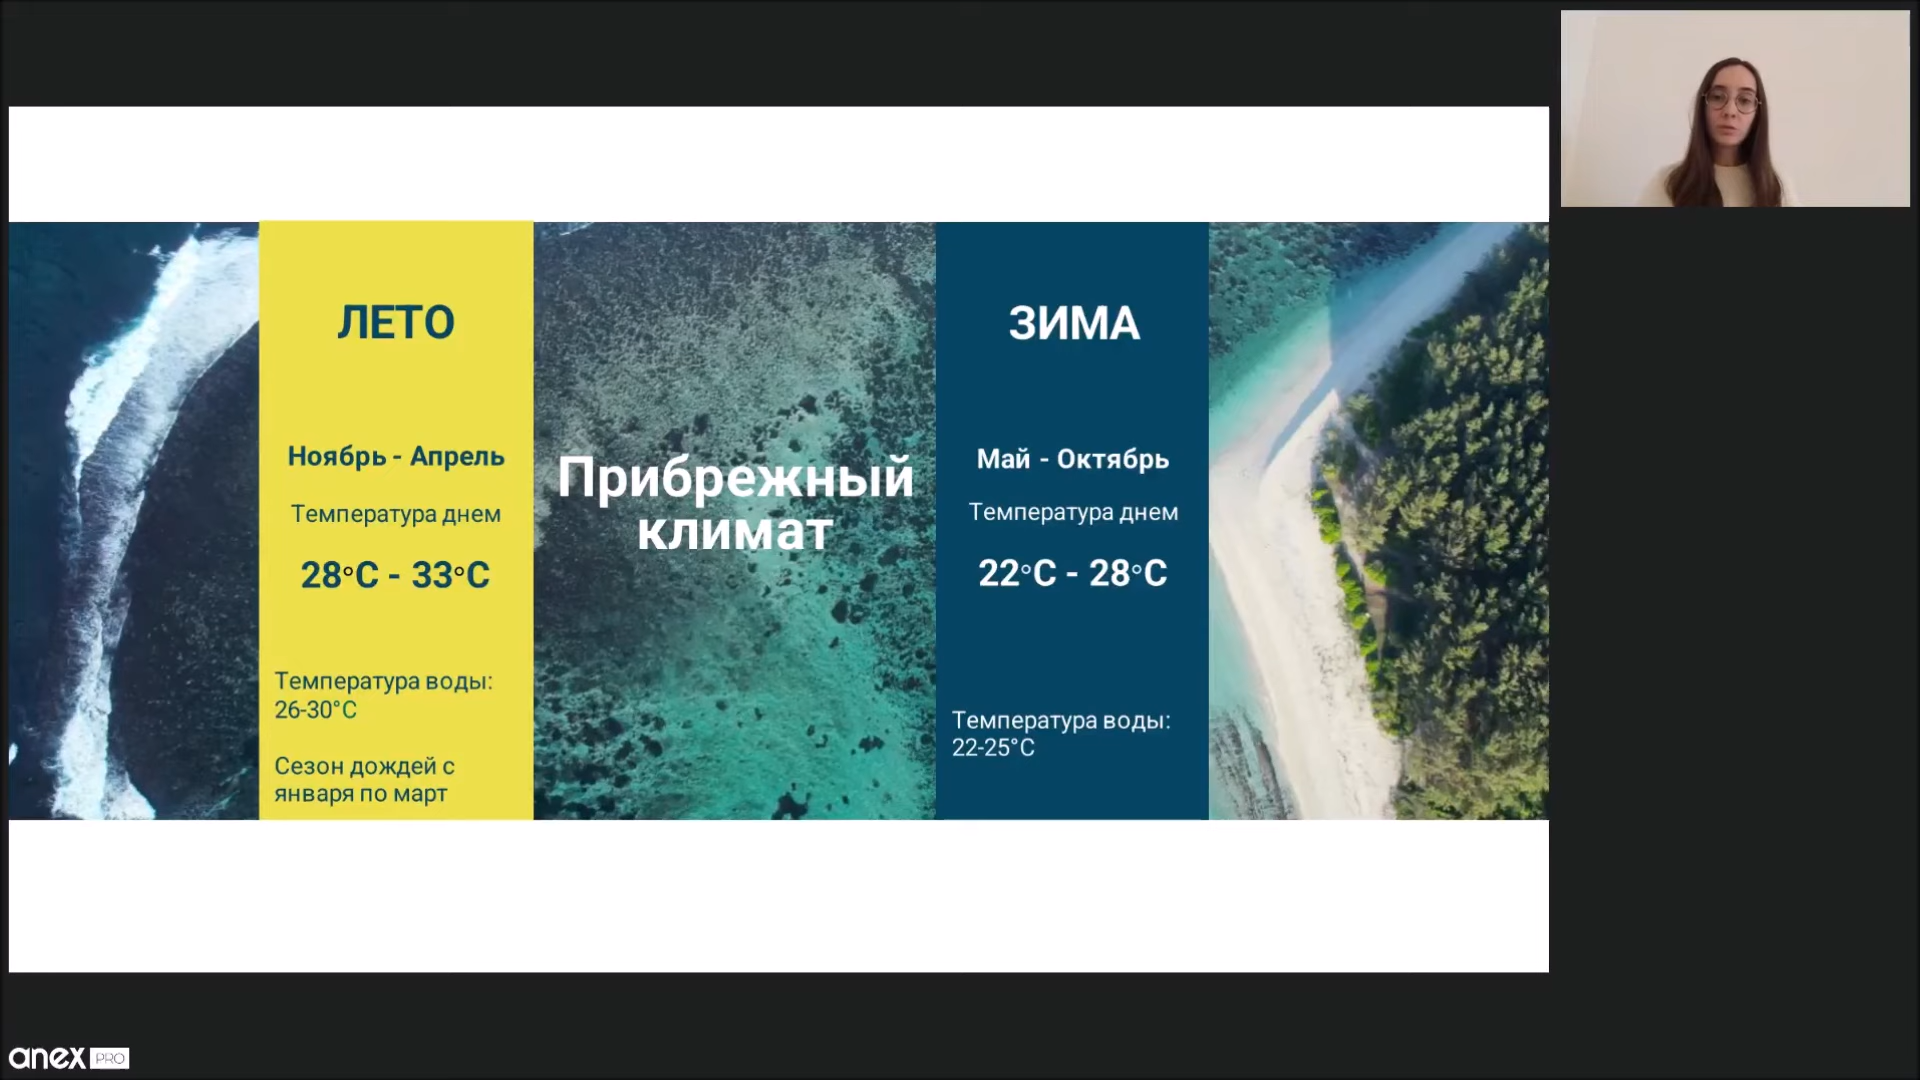 ЛЕТО
Ноябрь - Апрель
Температура днем
28°C - 33°C
Температура воды:
26-30°C
Сезон дождей с
января по март
Прибрежный
климат
ЗИМА
Май - Октябрь
Температура днем
22°C - 28°C
Температура воды:
22-25°C
anex PRO